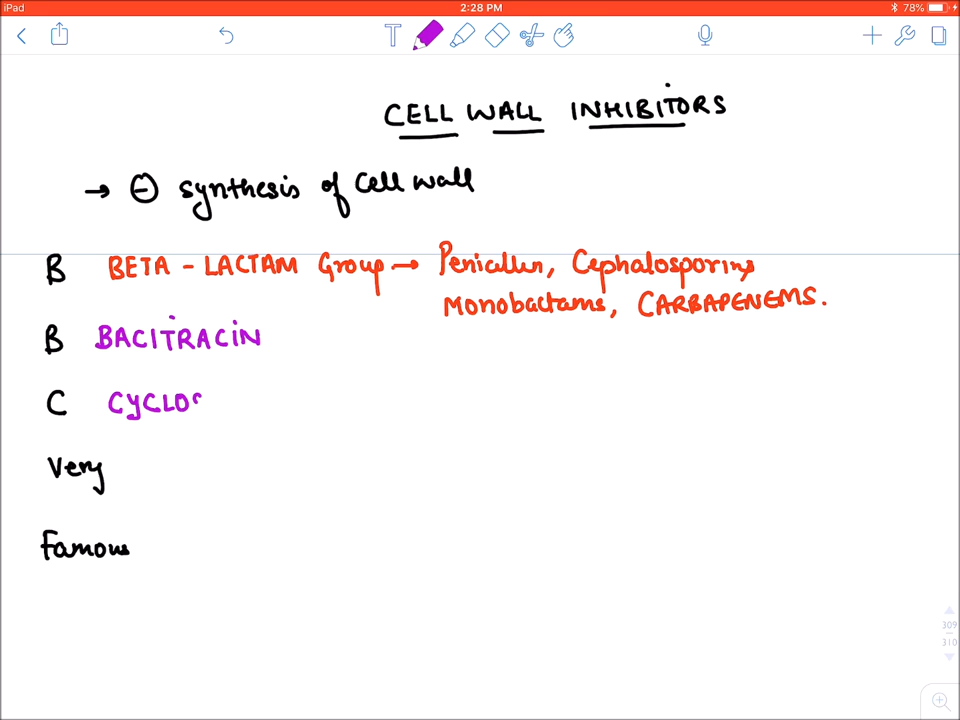 iPad 2:28 PM 78%
T
CELL WALL INHIBITORS
→ ⊖ synthesis of cell wall
B BETA - LACTAM Group → Penicillin, Cephalosporins
Monobactams, CARBAPENEMS.
B BACITRACIN
C CYCLOS
Very
Famous
309
310